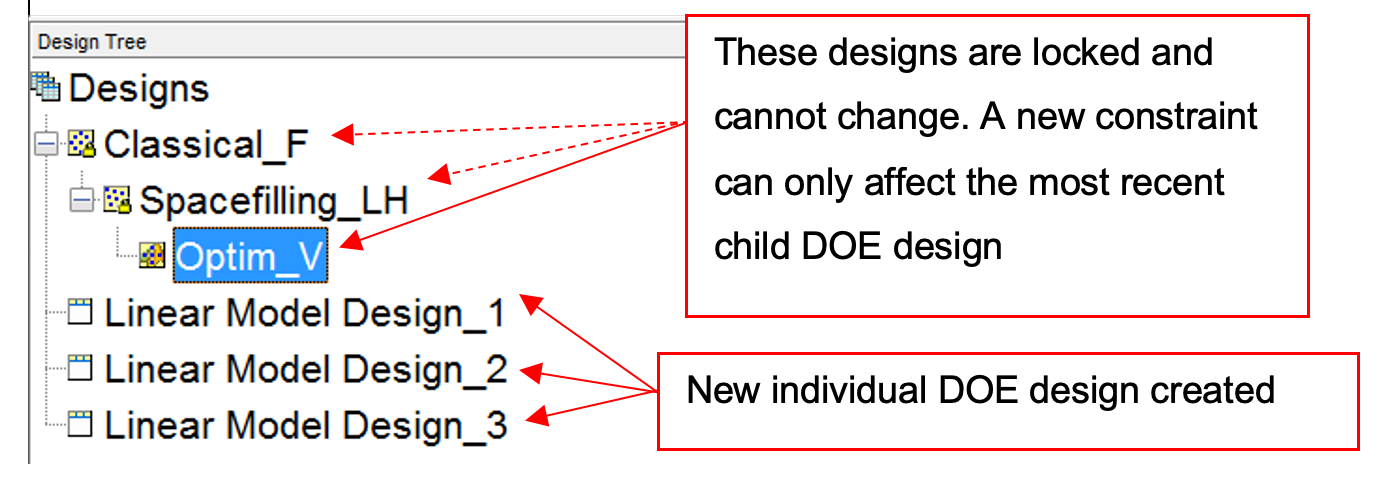 Design Tree
Designs
Classical_F
Spacefilling_LH
Optim_V
Linear Model Design_1
Linear Model Design_2
Linear Model Design_3
These designs are locked and
cannot change. A new constraint
can only affect the most recent
child DOE design
New individual DOE design created